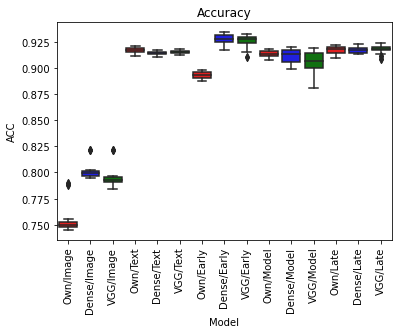 Accuracy
ACC
0.925
0.900
0.875
0.850
0.825
0.800
0.775
0.750
Own/Image
Dense/Image
VGG/Image
Own/Text
Dense/Text
VGG/Text
Own/Early
Dense/Early
VGG/Early
Own/Model
Dense/Model
VGG/Model
Own/Late
Dense/Late
VGG/Late
Model